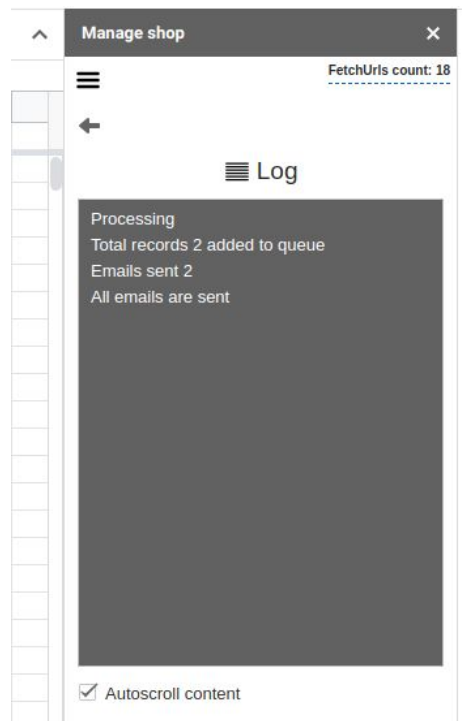 Manage shop
FetchUrls count: 18
Log
Processing
Total records 2 added to queue
Emails sent 2
All emails are sent
Autoscroll content